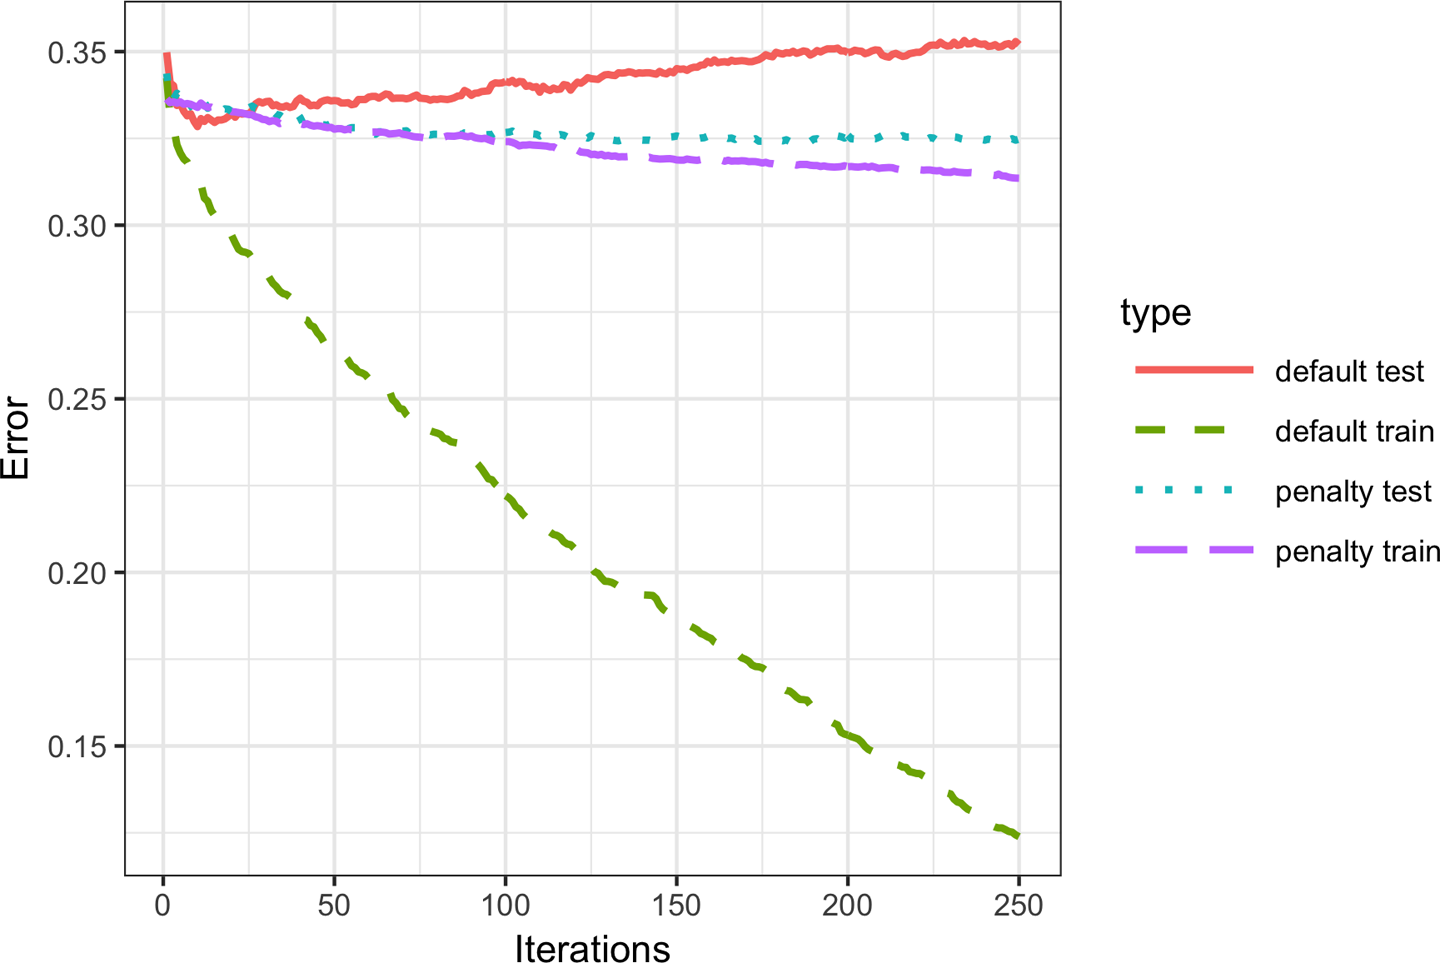 0.35
0.30
0.25
0.20
0.15
Error
0 50 100 150 200 250
Iterations
type
default test
default train
penalty test
penalty train